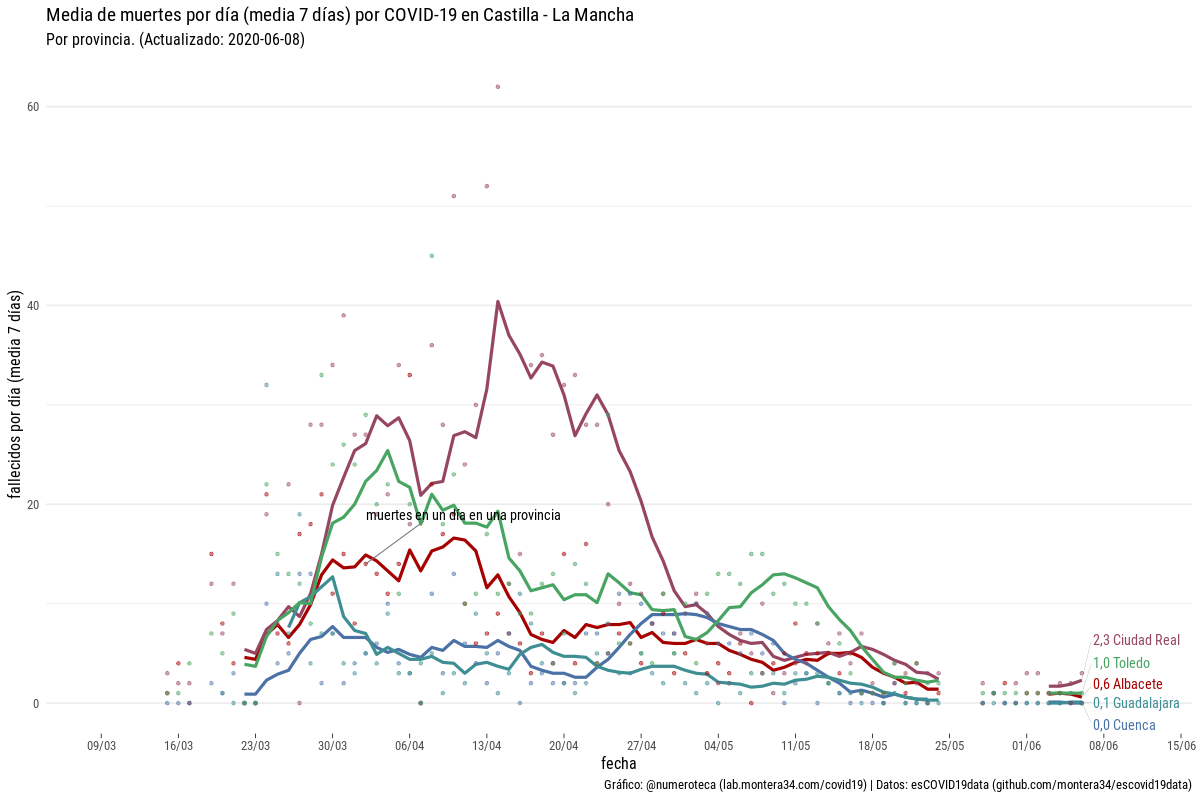 Media de muertes por día (media 7 días) por COVID-19 en Castilla - La Mancha
Por provincia. (Actualizado: 2020-06-08)
fallecidos por día (media 7 días)
60
40
20
0
muertes en un día en una provincia
2,3 Ciudad Real
1,0 Toledo
0,6 Albacete
0,1 Guadalajara
0,0 Cuenca
09/03 16/03 23/03 30/03 06/04 13/04 20/04 27/04 04/05 11/05 18/05 25/05 01/06 08/06 15/06
fecha
Gráfico: @numeroteca (lab.montera34.com/covid19) | Datos: esCOVID19data (github.com/montera34/escovid19data)